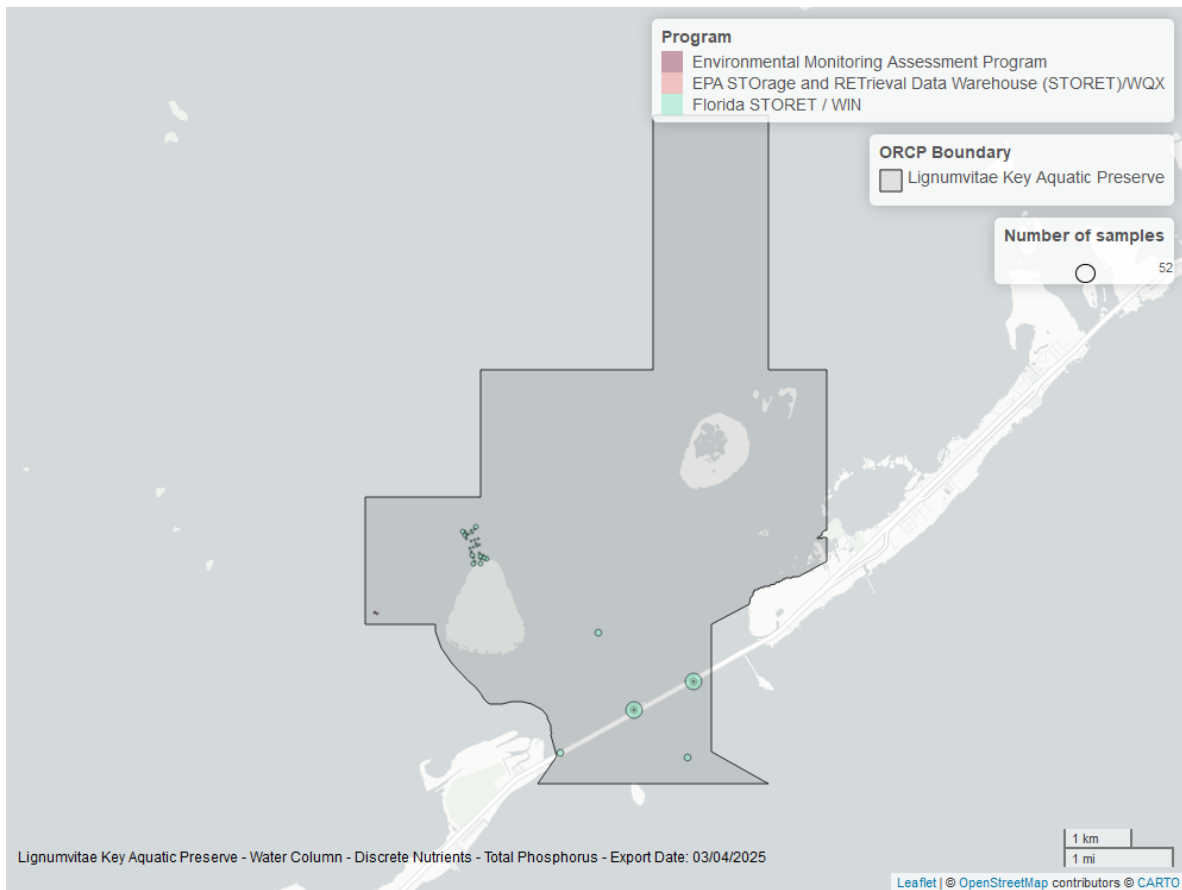 Program
Environmental Monitoring Assessment Program
EPA STOrage and RETrieval Data Warehouse (STORET)/WQX
Florida STORET / WIN
ORCP Boundary
Lignumvitae Key Aquatic Preserve
Number of samples
52
Lignumvitae Key Aquatic Preserve - Water Column - Discrete Nutrients - Total Phosphorus - Export Date: 03/04/2025
1 km
1 mi
Leaflet | © OpenStreetMap contributors © CARTO